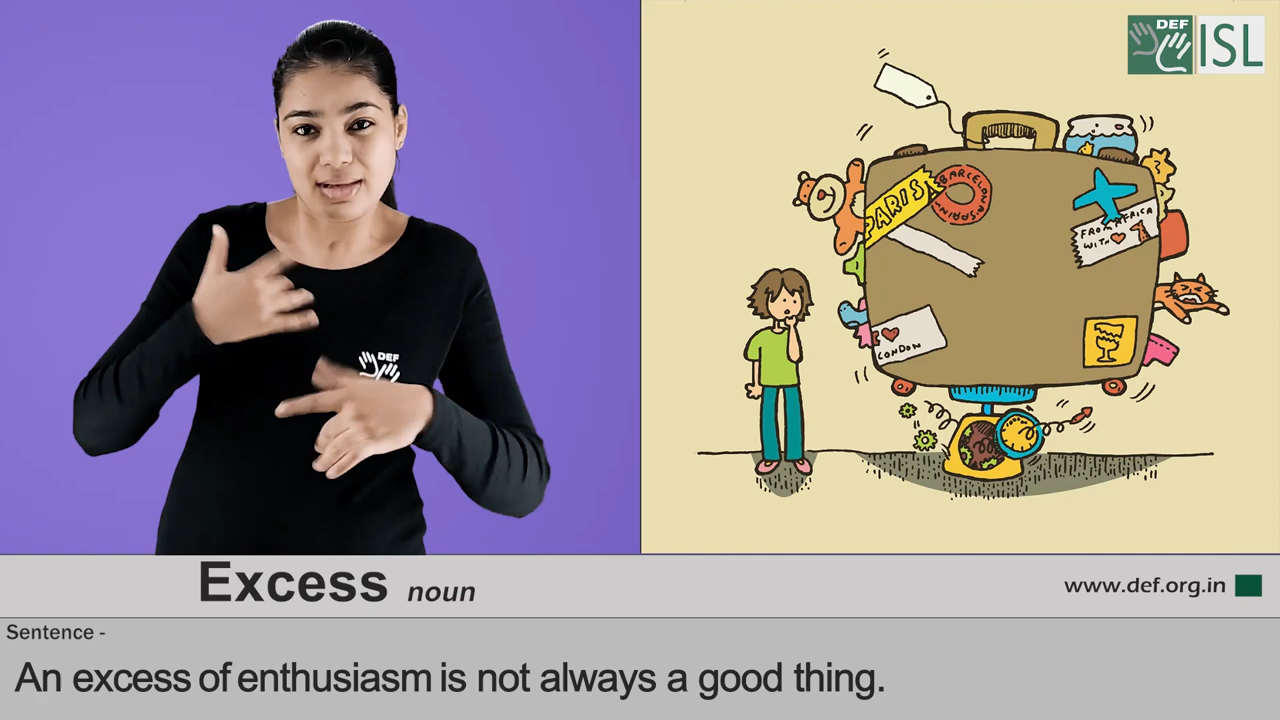 DEF
ISL
PARIS
BARCELONA SPAIN
FROM AFRICA
WITH
LONDON
DEF
Excess noun
www.def.org.in
Sentence -
An excess of enthusiasm is not always a good thing.